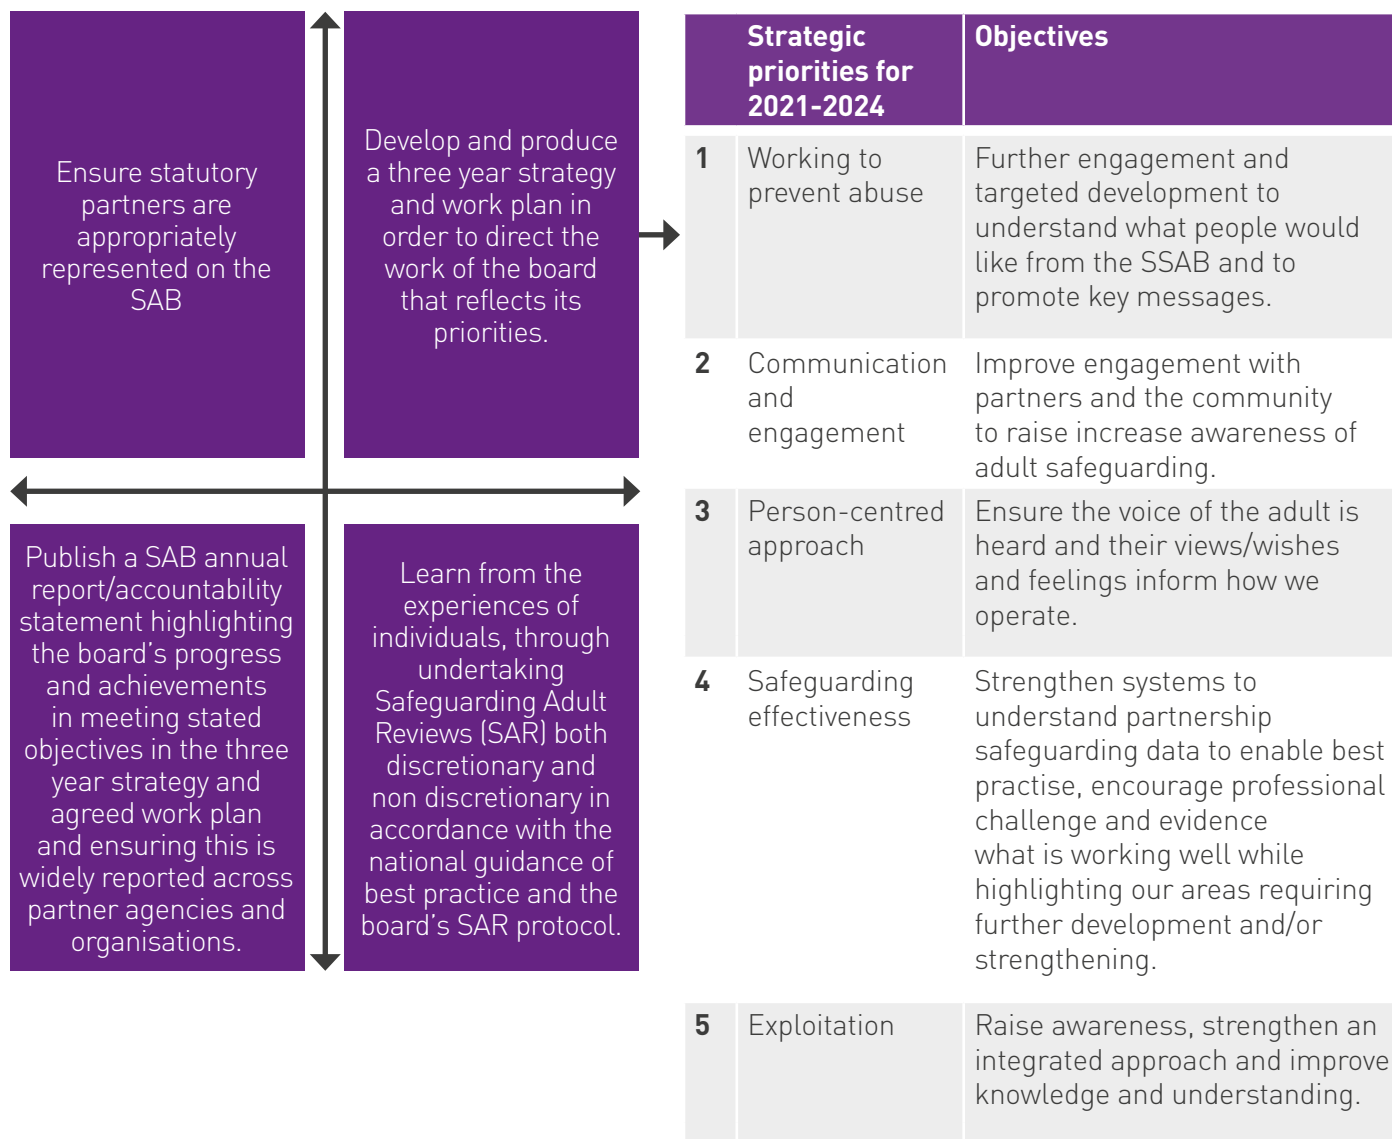 Ensure statutory
partners are
appropriately
represented on the
SAB
Develop and produce
a three year strategy
and work plan in
order to direct the
work of the board
that reflects its
priorities.
Publish a SAB annual
report/accountability
statement highlighting
the board's progress
and achievements
in meeting stated
objectives in the three
year strategy and
agreed work plan
and ensuring this is
widely reported across
partner agencies and
organisations.
Learn from the
experiences of
individuals, through
undertaking
Safeguarding Adult
Reviews (SAR) both
discretionary and
non discretionary in
accordance with the
national guidance of
best practice and the
board's SAR protocol.
Strategic
priorities for
2021-2024
Objectives
1
Working to
prevent abuse
Further engagement and
targeted development to
understand what people would
like from the SSAB and to
promote key messages.
2
Communication
and
engagement
Improve engagement with
partners and the community
to raise increase awareness of
adult safeguarding.
3
Person-centred
approach
Ensure the voice of the adult is
heard and their views/wishes
and feelings inform how we
operate.
4
Safeguarding
effectiveness
Strengthen systems to
understand partnership
safeguarding data to enable best
practise, encourage professional
challenge and evidence
what is working well while
highlighting our areas requiring
further development and/or
strengthening.
5
Exploitation
Raise awareness, strengthen an
integrated approach and improve
knowledge and understanding.